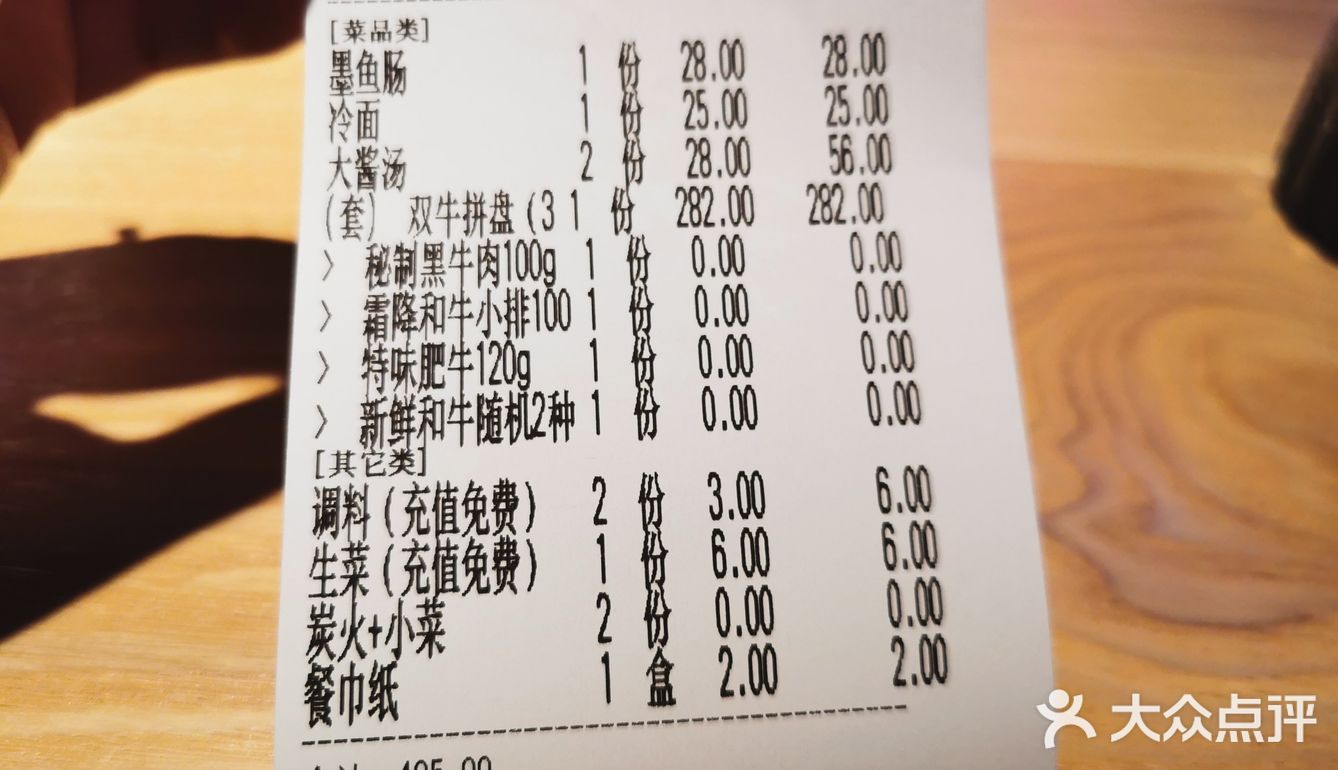 [菜品类]
墨鱼肠 1 份 28.00 28.00
冷面 1 份 25.00 25.00
大酱汤 2 份 28.00 56.00
(套) 双牛拼盘(3 1 份 282.00 282.00
> 秘制黑牛肉100g 1 份 0.00 0.00
> 霜降和牛小排100 1 份 0.00 0.00
> 特味肥牛120g 1 份 0.00 0.00
> 新鲜和牛随机2种 1 份 0.00 0.00
[其它类]
调料(充值免费) 2 份 3.00 6.00
生菜(充值免费) 1 份 6.00 6.00
炭火+小菜 2 份 0.00 0.00
餐巾纸 1 盒 2.00 2.00
大众点评